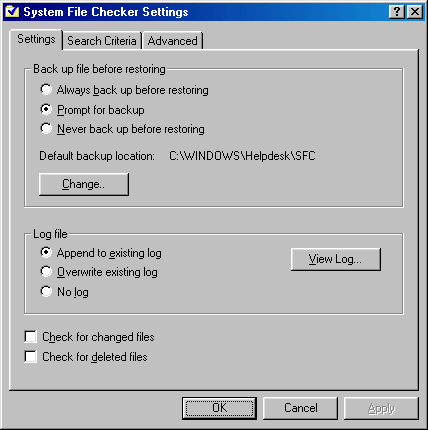 System File Checker Settings
Settings
Search Criteria
Advanced
Back up file before restoring
Always back up before restoring
Prompt for backup
Never back up before restoring
Default backup location: C:\WINDOWS\Helpdesk\SFC
Change..
Log file
Append to existing log
View Log...
Overwrite existing log
No log
Check for changed files
Check for deleted files
OK
Cancel
Apply